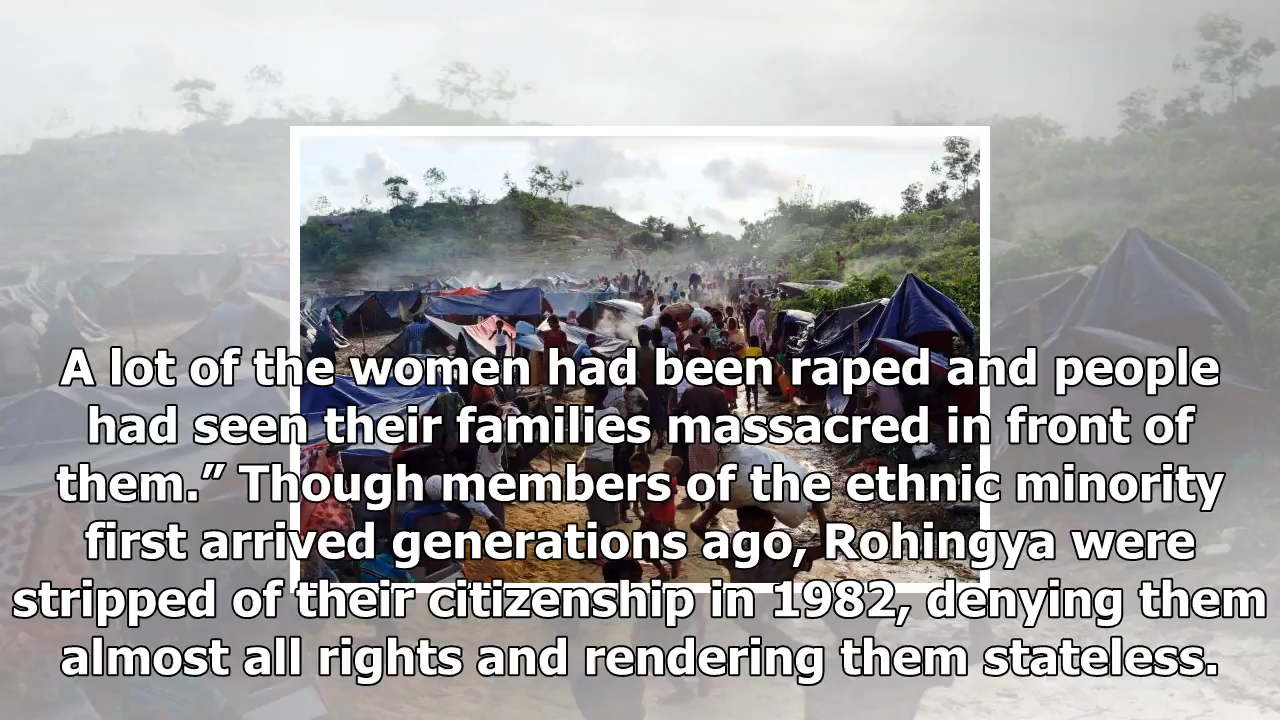 A lot of the women had been raped and people
had seen their families massacred in front of
them.” Though members of the ethnic minority
first arrived generations ago, Rohingya were
stripped of their citizenship in 1982, denying them
almost all rights and rendering them stateless.